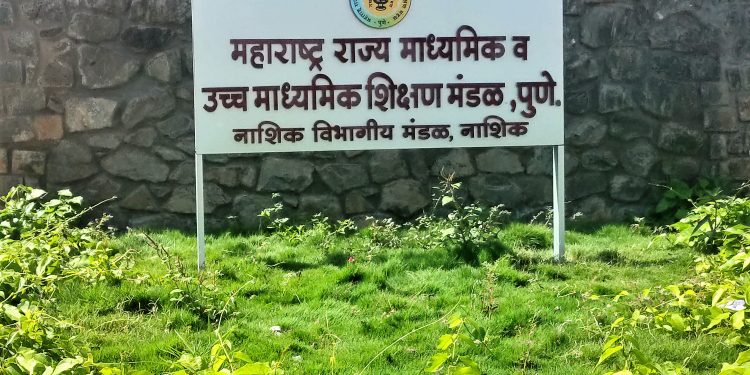 महाराष्ट्र राज्य माध्यमिक व
उच्च माध्यमिक शिक्षण मंडळ ,पुणे.
नाशिक विभागीय मंडळ, नाशिक